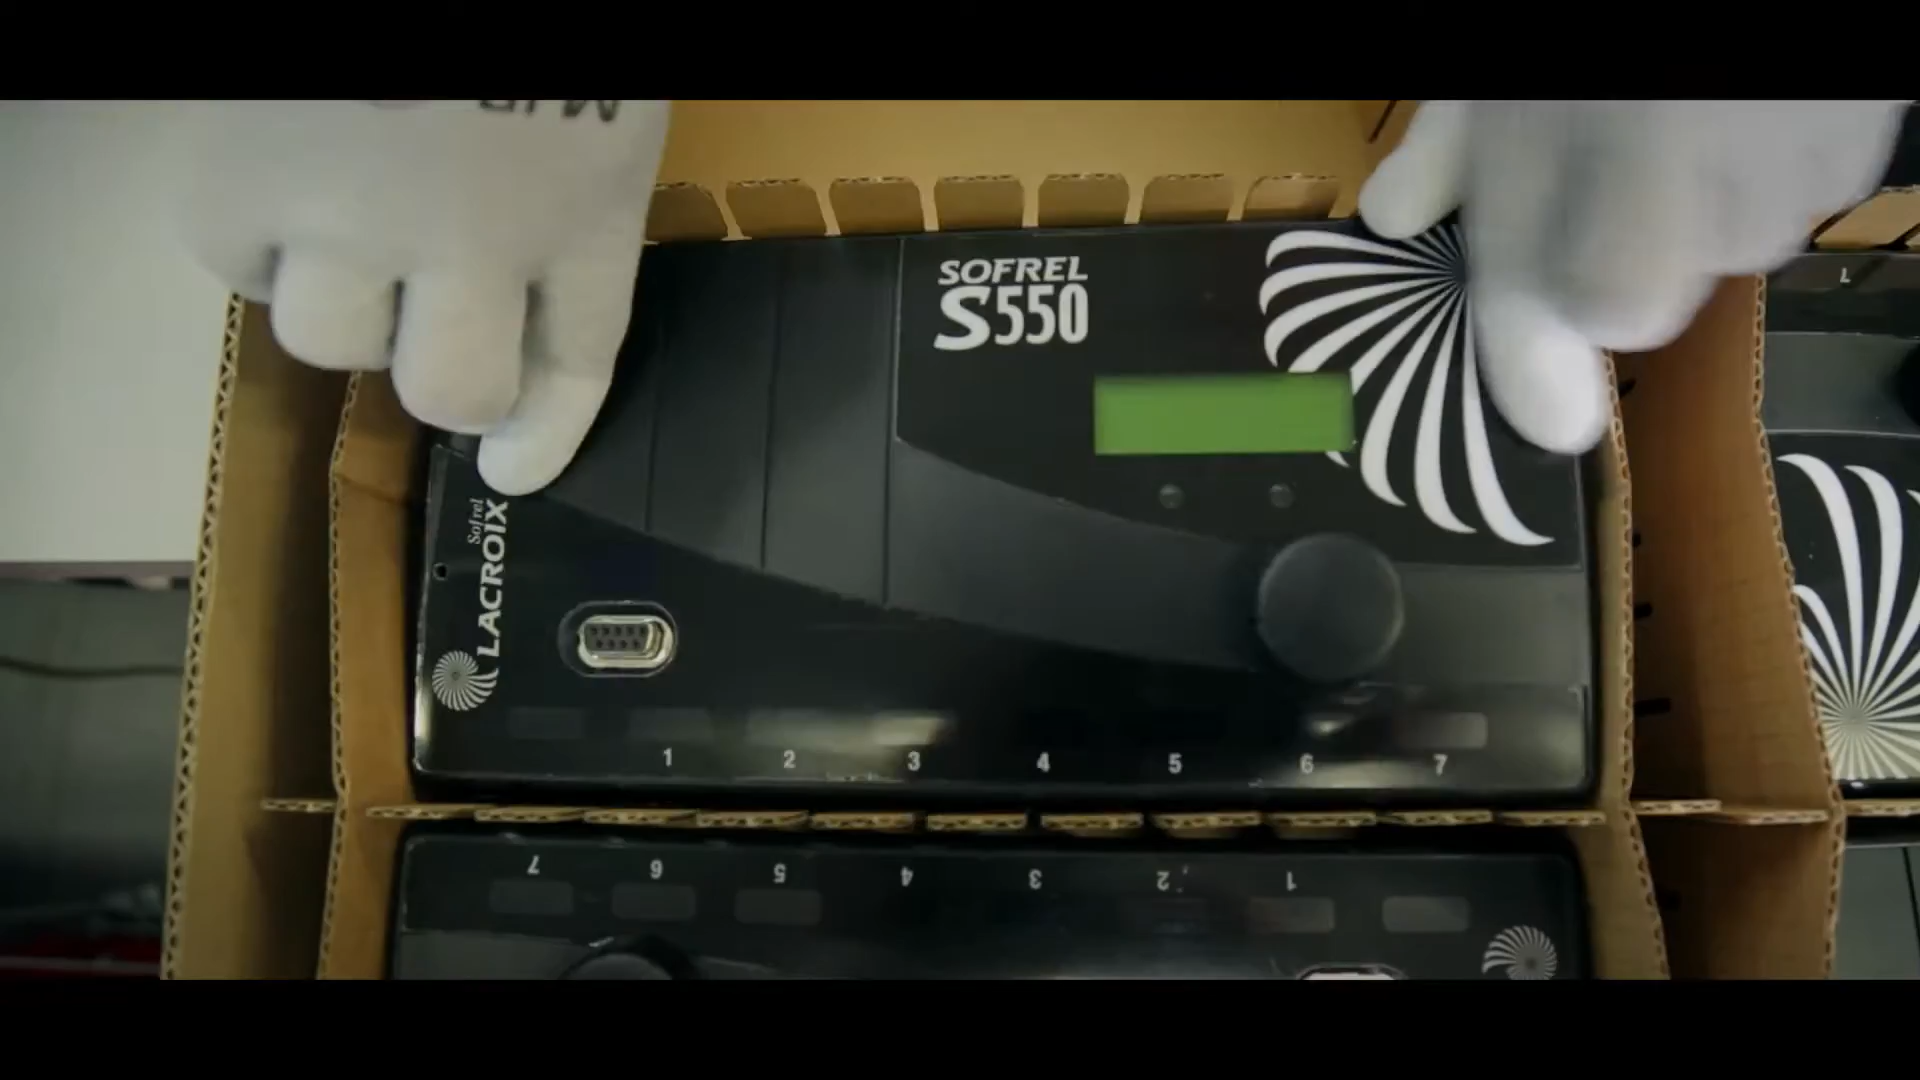 SOFREL
S550
Sofrel
LACROIX
1 2 3 4 5 6 7
7 6 5 4 3 2 1